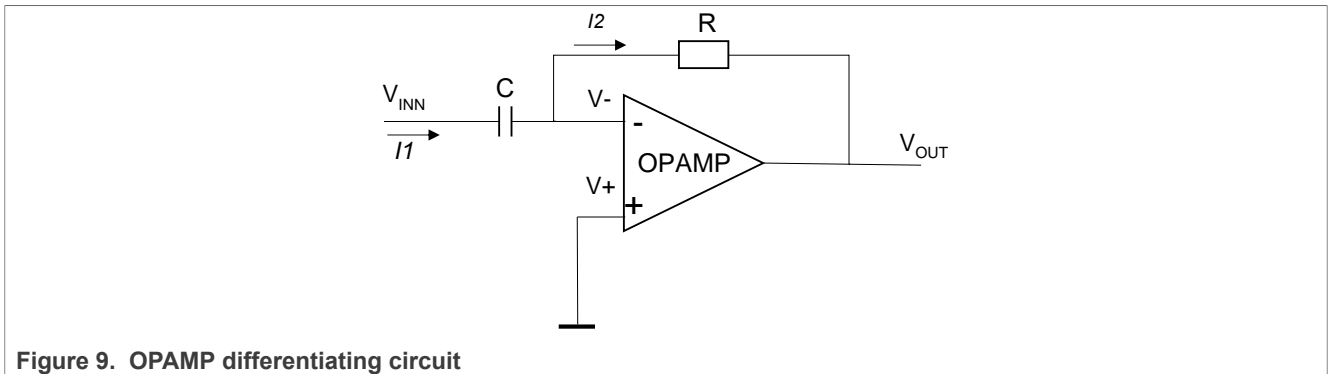 I2
R
C
V-
V_INN
-
I1
OPAMP
V_OUT
V+
+
Figure 9. OPAMP differentiating circuit